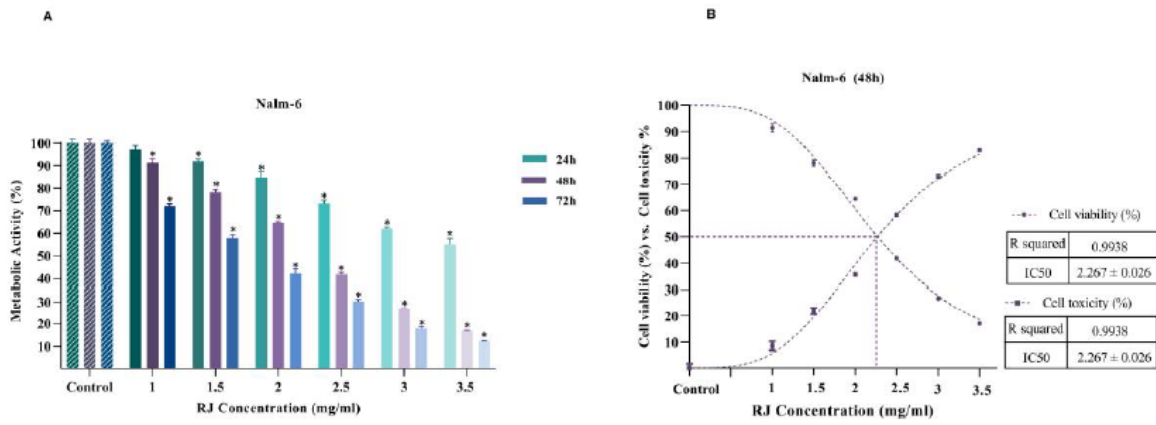 A
B
Nalm-6
Metabolic Activity (%)
100
90
80
70
60
50
40
30
20
10
* * * * * * * * * * * * * * * * *
Control 1 1.5 2 2.5 3 3.5
RJ Concentration (mg/ml)
24h
48h
72h
Nalm-6 (48h)
Cell viability (%) vs. Cell toxicity %
100
90
80
70
60
50
40
30
20
10
Control 1 1.5 2 2.5 3 3.5
RJ Concentration (mg/ml)
Cell viability (%)
R squared 0.9938
IC50 2.267 ± 0.026
Cell toxicity (%)
R squared 0.9938
IC50 2.267 ± 0.026